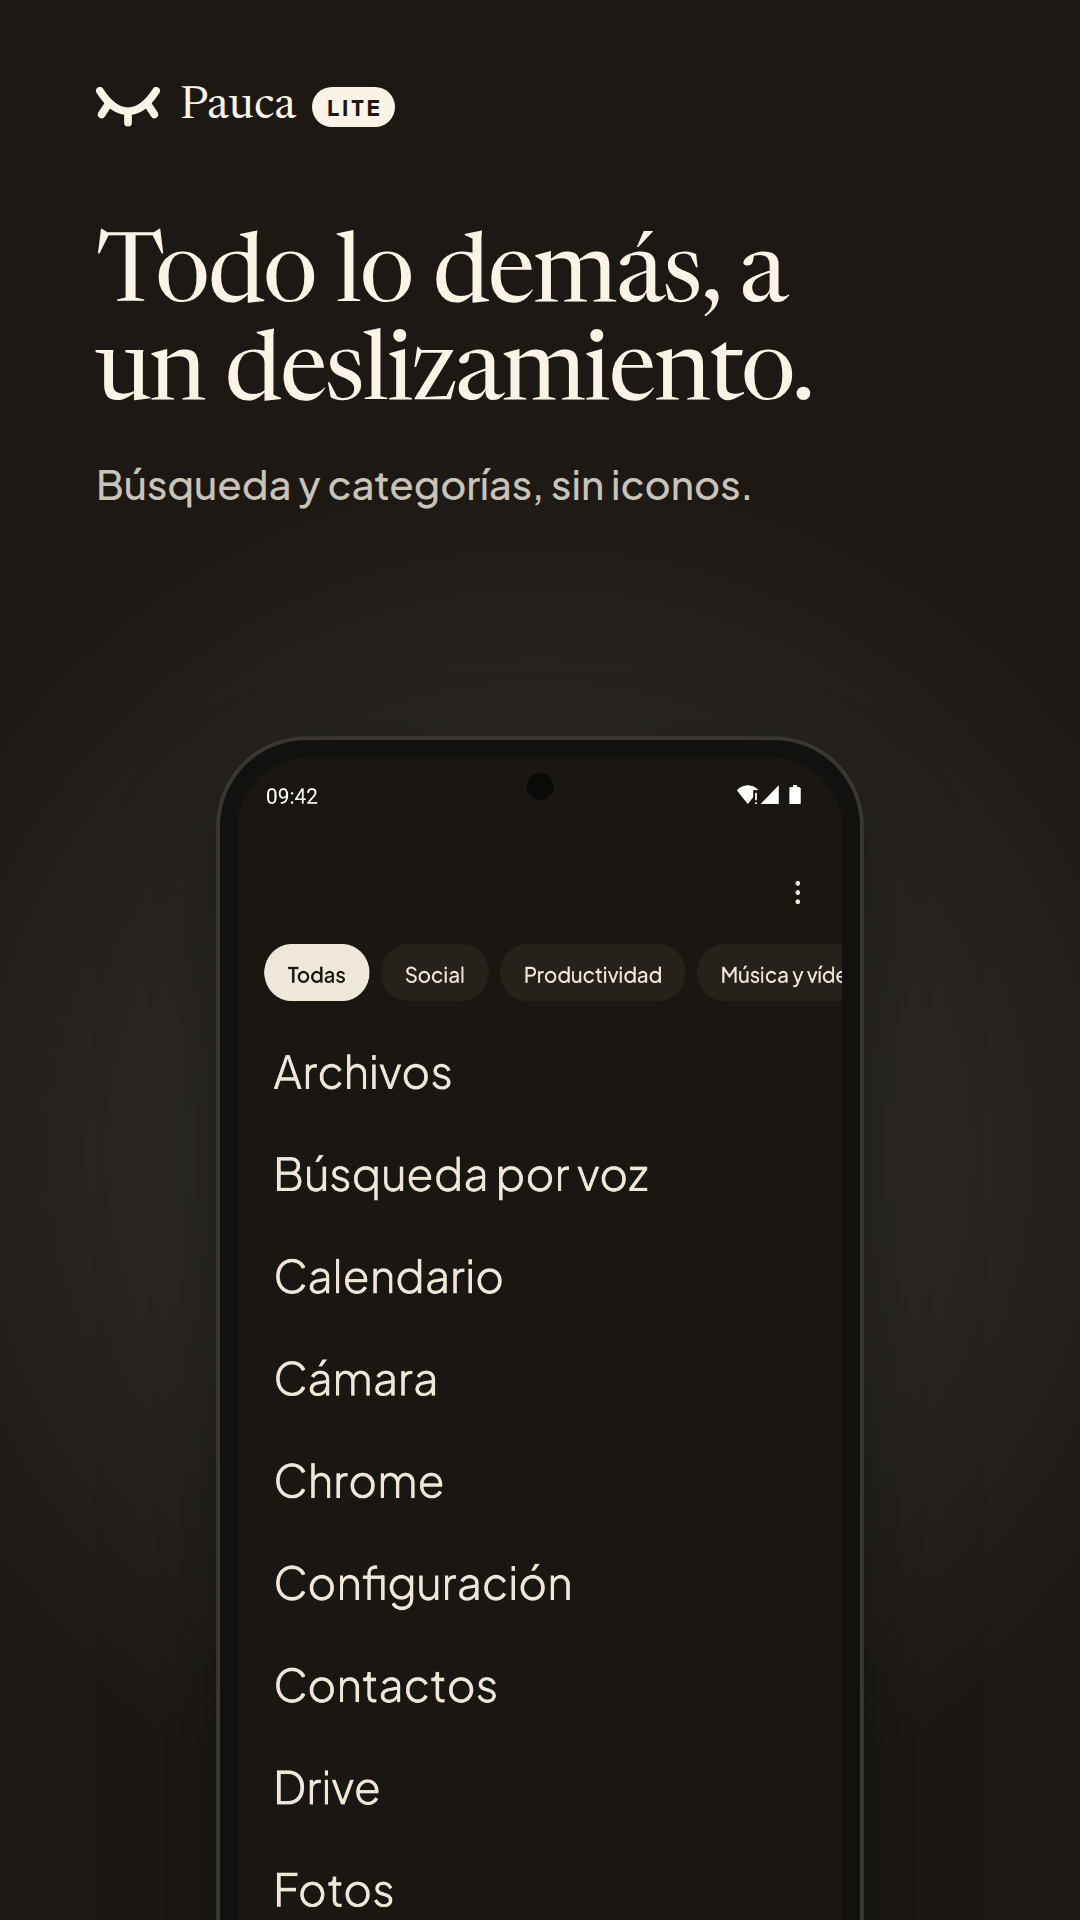 Pauca LITE
Todo lo demás, a
un deslizamiento.
Búsqueda y categorías, sin iconos.
09:42
Todas Social Productividad Música y víde
Archivos
Búsqueda por voz
Calendario
Cámara
Chrome
Configuración
Contactos
Drive
Fotos